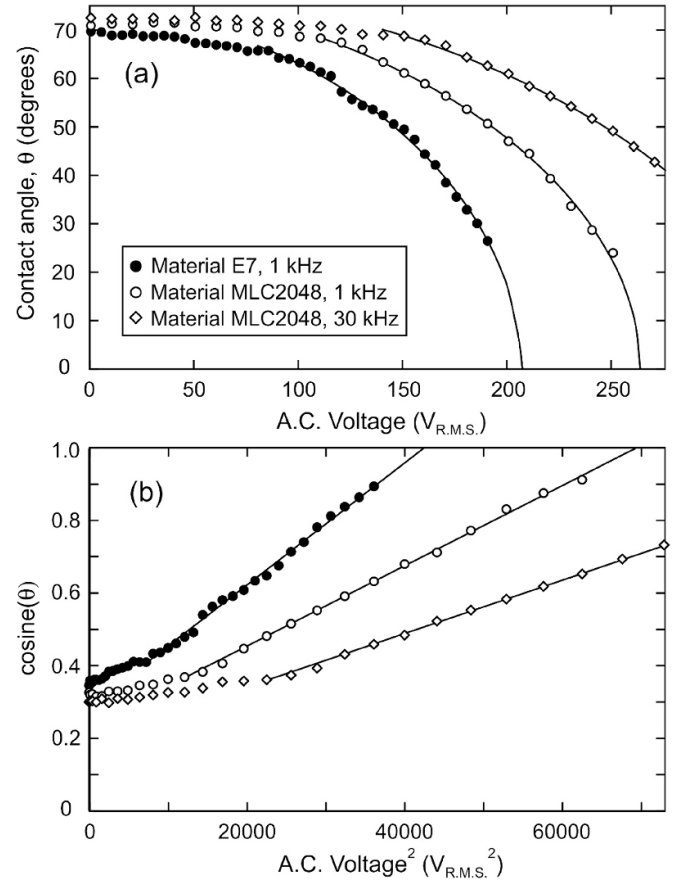 70
60
50
40
30
20
10
0
(a)
Contact angle, θ (degrees)
Material E7, 1 kHz
Material MLC2048, 1 kHz
Material MLC2048, 30 kHz
0 50 100 150 200 250
A.C. Voltage (V_R.M.S.)
1.0
0.8
0.6
0.4
0.2
0
(b)
cosine(θ)
0 20000 40000 60000
A.C. Voltage² (V_R.M.S.²)